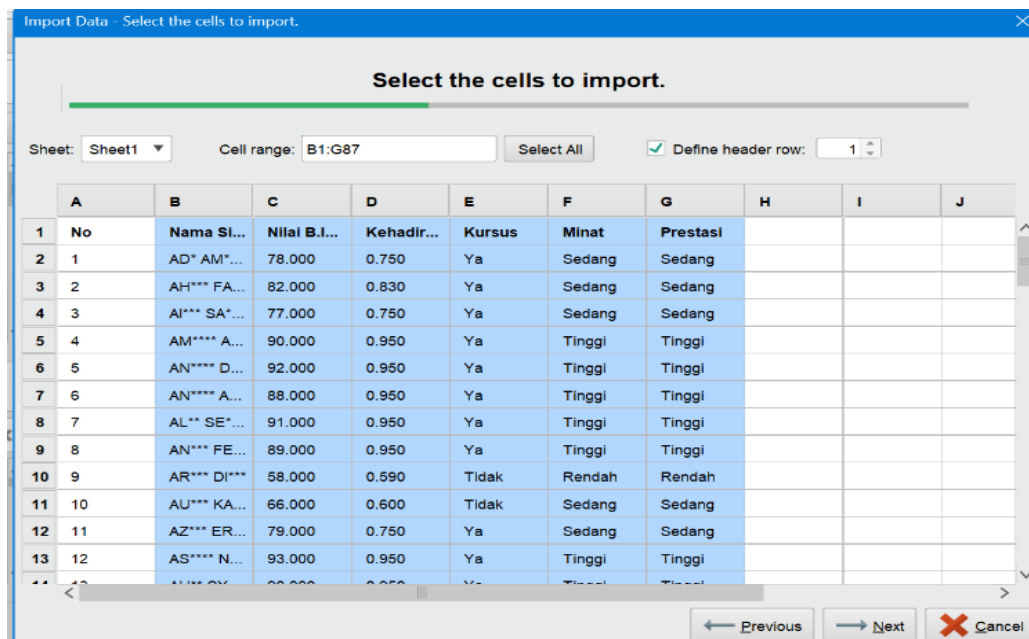 Import Data - Select the cells to import.
Select the cells to import.
Sheet: Sheet1 Cell range: B1:G87 Select All Define header row: 1
A B C D E F G H I J
1 No Nama Si... Nilai B.I... Kehadir... Kursus Minat Prestasi
2 1 AD* AM*... 78.000 0.750 Ya Sedang Sedang
3 2 AH*** FA... 82.000 0.830 Ya Sedang Sedang
4 3 AI*** SA*... 77.000 0.750 Ya Sedang Sedang
5 4 AM**** A... 90.000 0.950 Ya Tinggi Tinggi
6 5 AN**** D... 92.000 0.950 Ya Tinggi Tinggi
7 6 AN**** A... 88.000 0.950 Ya Tinggi Tinggi
8 7 AL** SE*... 91.000 0.950 Ya Tinggi Tinggi
9 8 AN*** FE... 89.000 0.950 Ya Tinggi Tinggi
10 9 AR*** DI*** 58.000 0.590 Tidak Rendah Rendah
11 10 AU*** KA... 66.000 0.600 Tidak Sedang Sedang
12 11 AZ*** ER... 79.000 0.750 Ya Sedang Sedang
13 12 AS**** N... 93.000 0.950 Ya Tinggi Tinggi
Previous Next Cancel